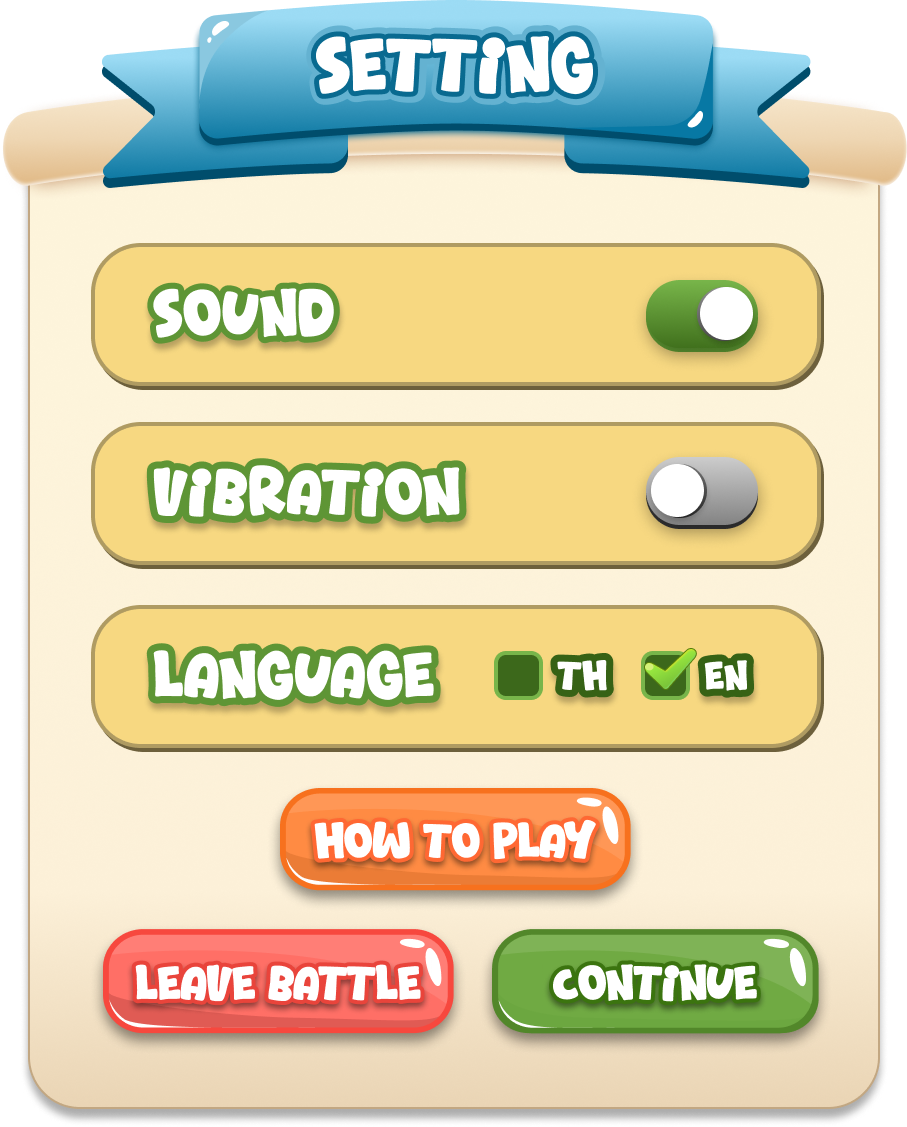 SETTiNG
SOUND
ViBRATiON
LANGUAGE TH EN
HOW TO PLAY
LEAVE BATTLE CONTiNUE